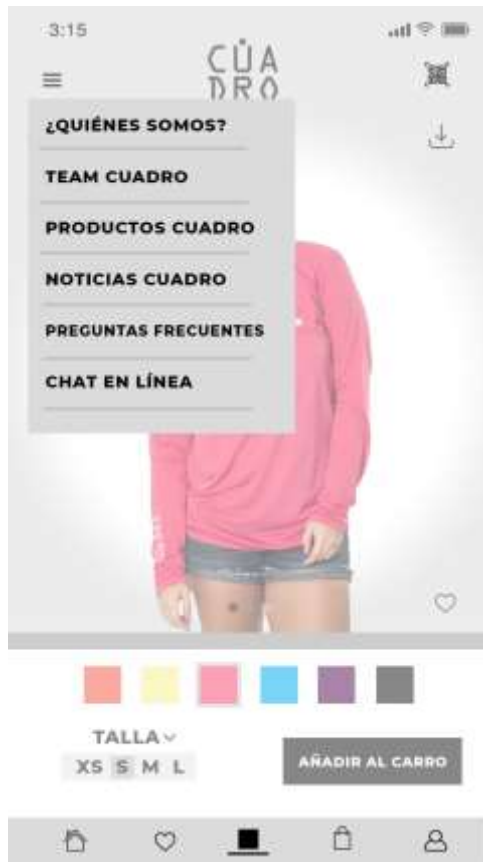 3:15
CÚA
DRO
¿QUIÉNES SOMOS?
TEAM CUADRO
PRODUCTOS CUADRO
NOTICIAS CUADRO
PREGUNTAS FRECUENTES
CHAT EN LÍNEA
TALLA
XS S M L
AÑADIR AL CARRO